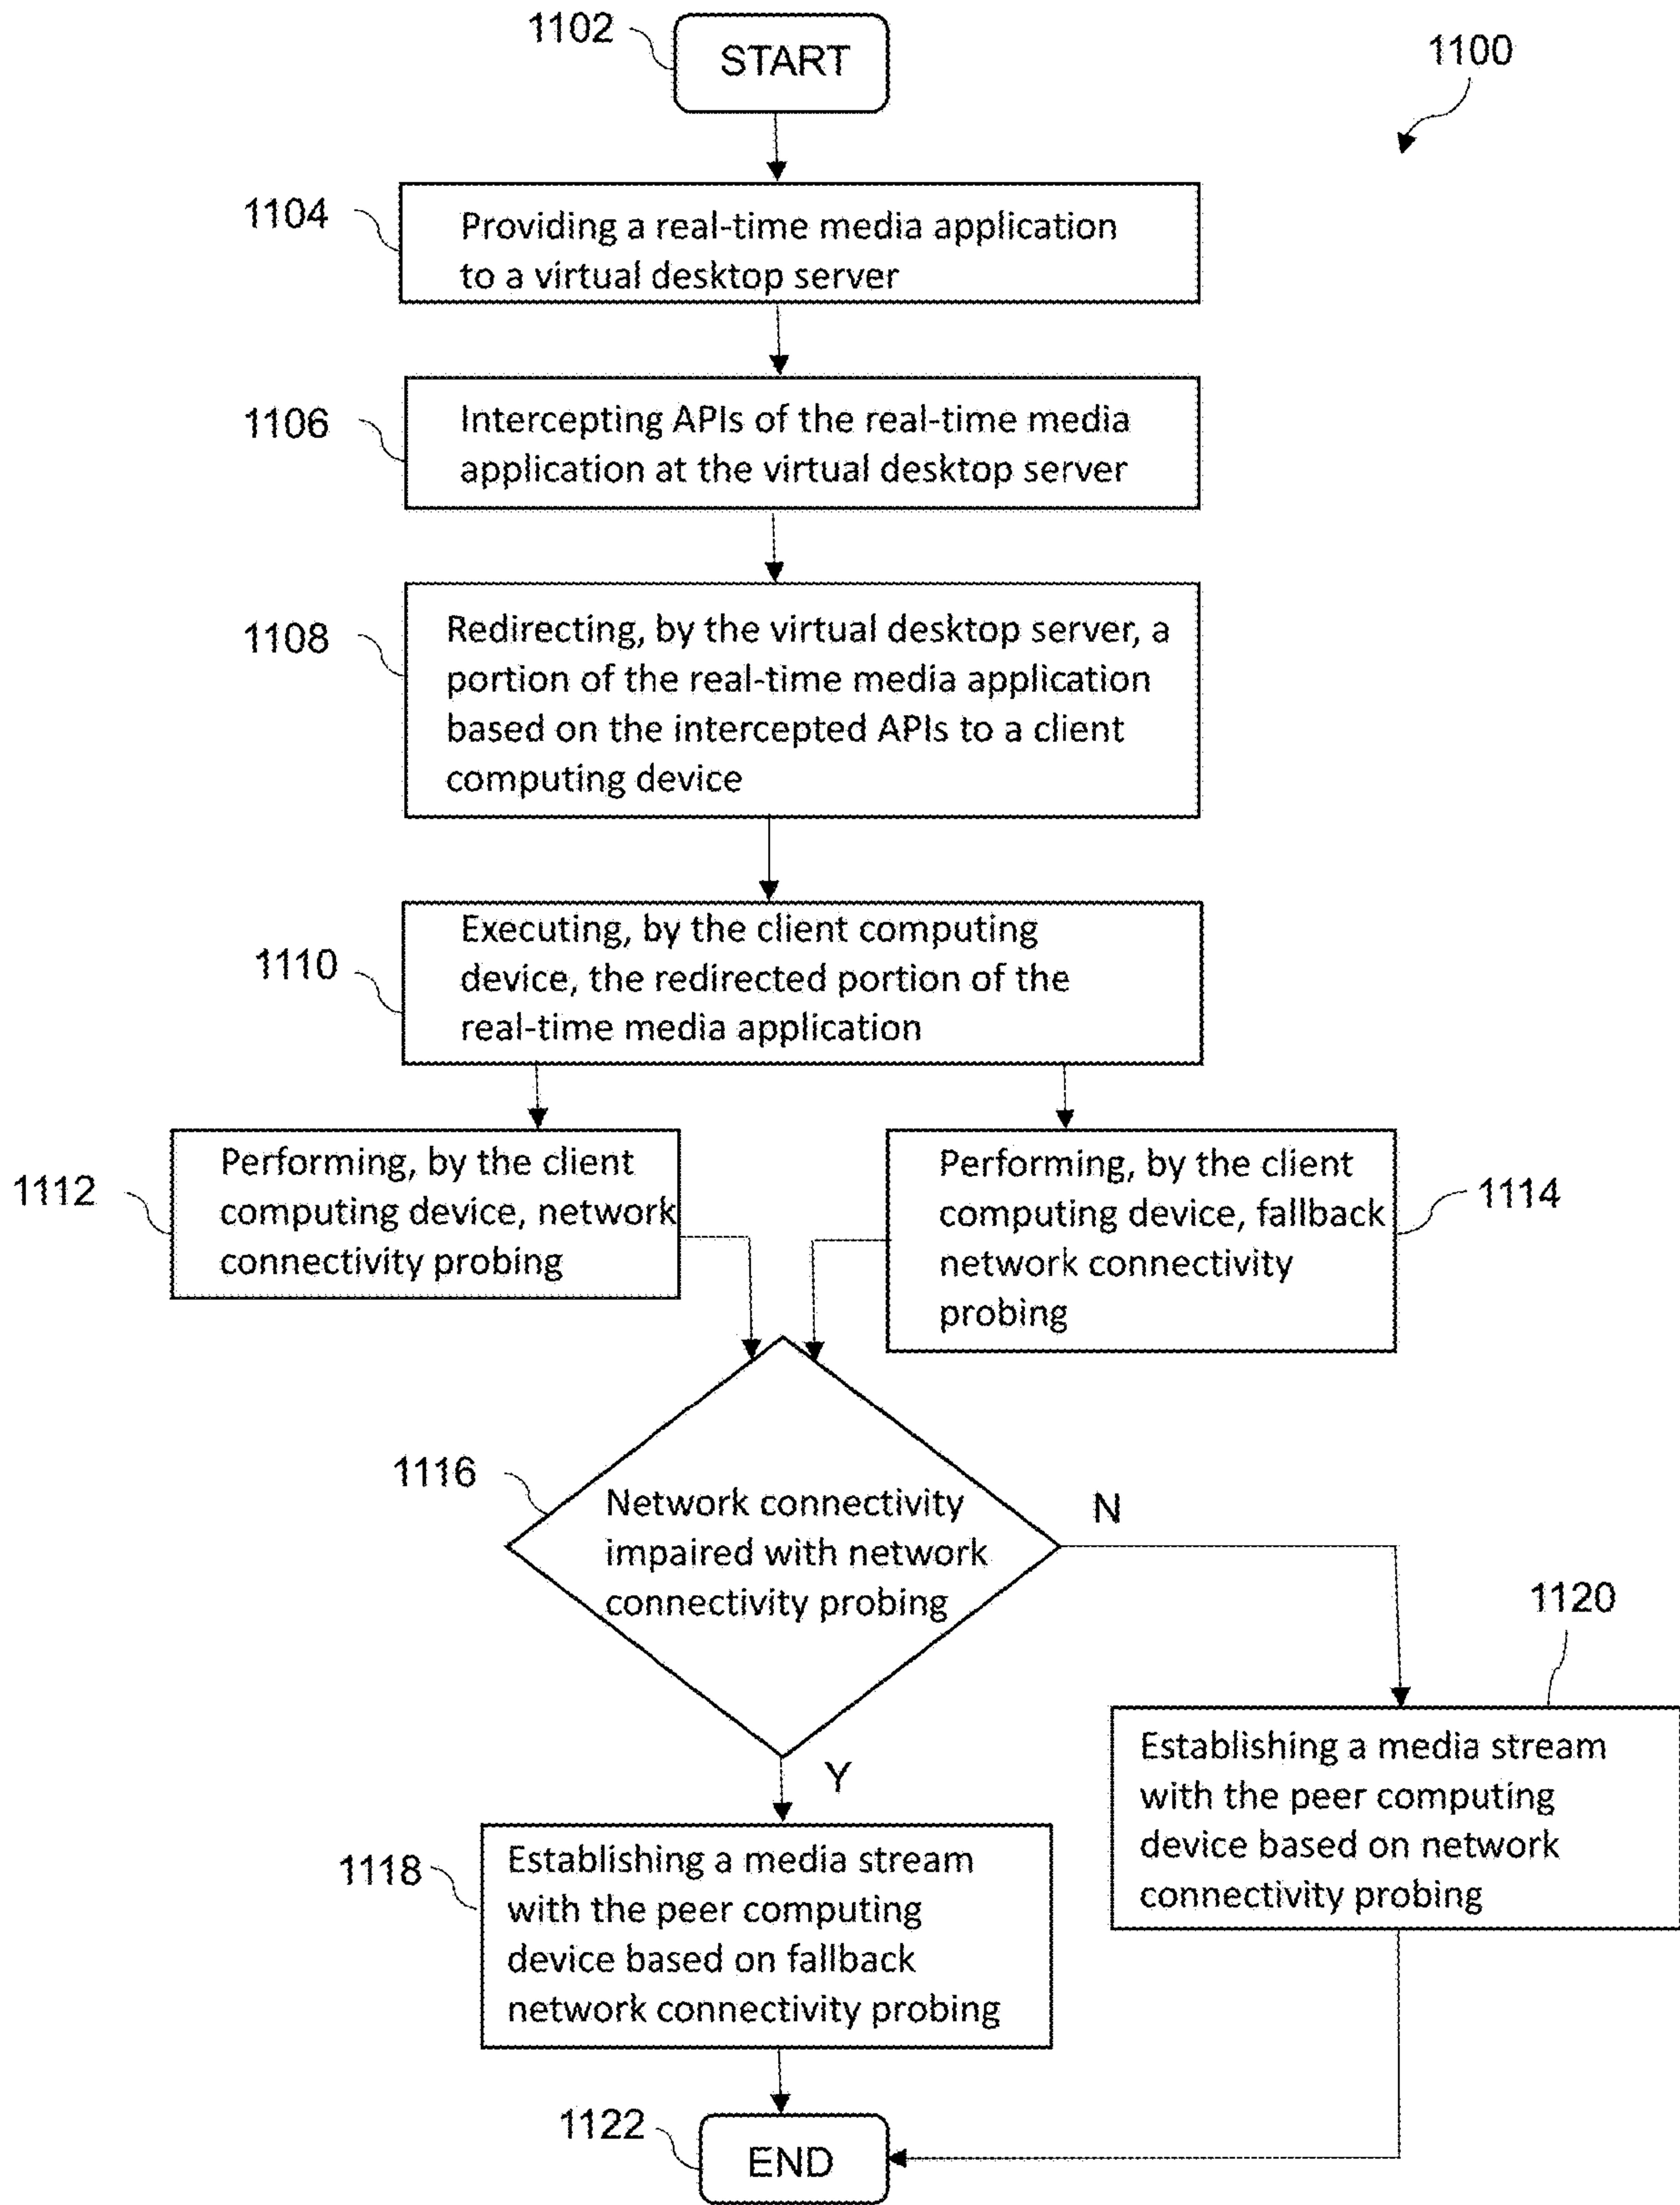 1102
START
1100
1104
Providing a real-time media application
to a virtual desktop server
1106
Intercepting APIs of the real-time media
application at the virtual desktop server
1108
Redirecting, by the virtual desktop server, a
portion of the real-time media application
based on the intercepted APIs to a client
computing device
1110
Executing, by the client computing
device, the redirected portion of the
real-time media application
1112
Performing, by the client
computing device, network
connectivity probing
1114
Performing, by the client
computing device, fallback
network connectivity
probing
1116
Network connectivity
impaired with network
connectivity probing
N
Y
1120
Establishing a media stream
with the peer computing
device based on network
connectivity probing
1118
Establishing a media stream
with the peer computing
device based on fallback
network connectivity probing
1122
END